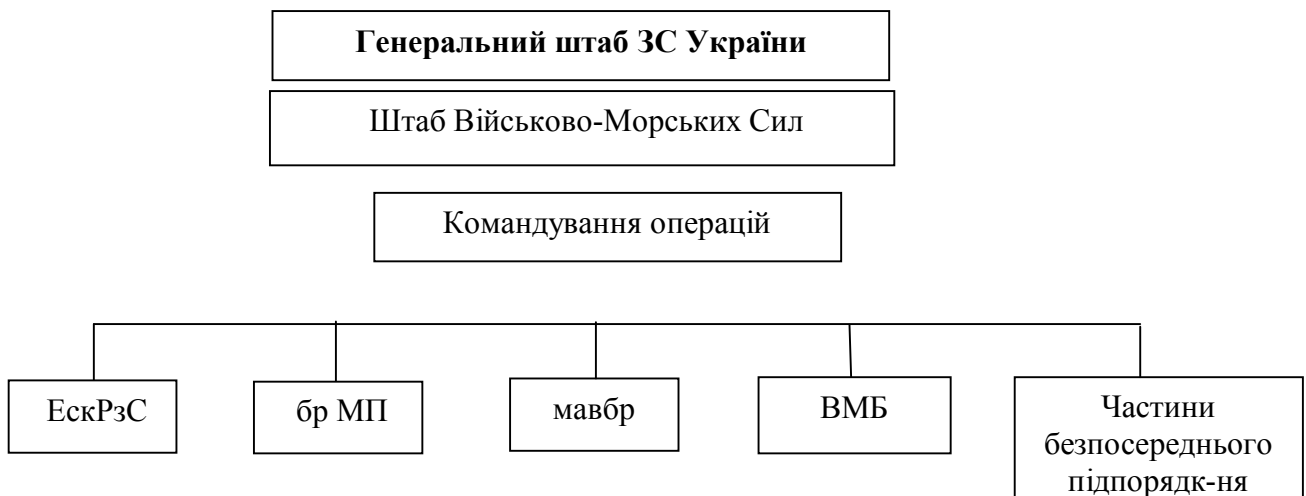 Генеральний штаб ЗС України
Штаб Військово-Морських Сил
Командування операцій
ЕскРзС
бр МП
мавбр
ВМБ
Частини
безпосереднього
підпорядк-ня